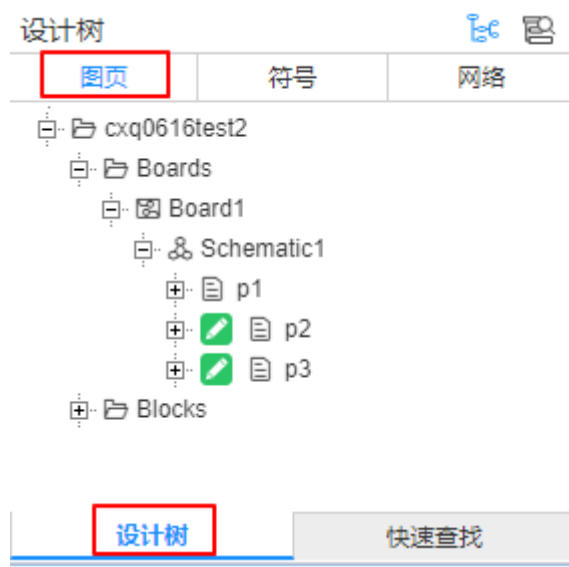 设计树
图页 符号 网络
cxq0616test2
Boards
Board1
Schematic1
p1
p2
p3
Blocks
设计树 快速查找